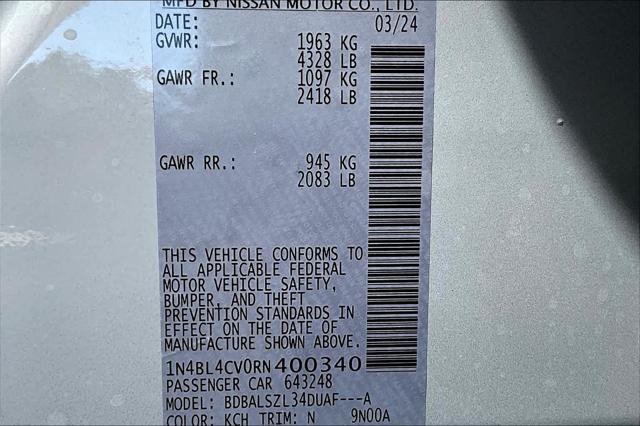 MFD BY NISSAN MOTOR CO., LTD.
DATE: 03/24
GVWR: 1963 KG
4328 LB
GAWR FR.: 1097 KG
2418 LB
GAWR RR.: 945 KG
2083 LB
THIS VEHICLE CONFORMS TO
ALL APPLICABLE FEDERAL
MOTOR VEHICLE SAFETY,
BUMPER, AND THEFT
PREVENTION STANDARDS IN
EFFECT ON THE DATE OF
MANUFACTURE SHOWN ABOVE.
1N4BL4CV0RN400340
PASSENGER CAR 643248
MODEL: BDBALSZL34DUAF---A
COLOR: KCH TRIM: N 9N00A